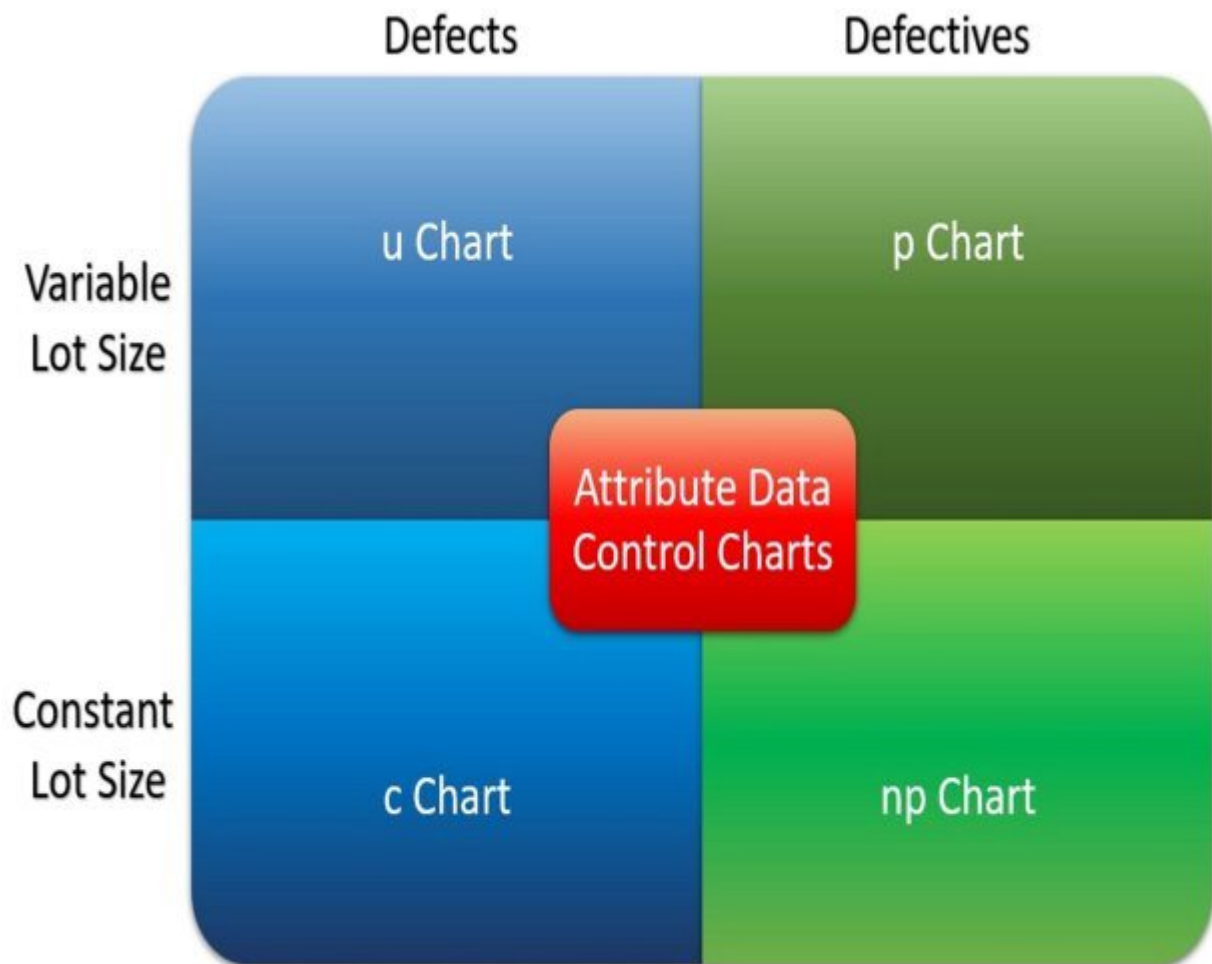 Defects
Defectives
u Chart
p Chart
Variable
Lot Size
Attribute Data
Control Charts
Constant
Lot Size
c Chart
np Chart